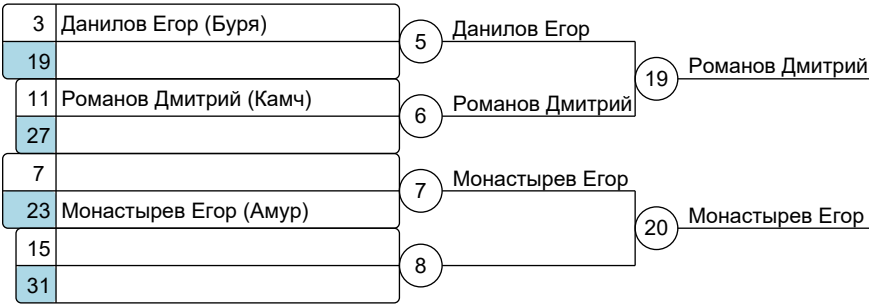 3 Данилов Егор (Буря)
19
5 Данилов Егор
11 Романов Дмитрий (Камч)
27
6 Романов Дмитрий
19 Романов Дмитрий
7
23 Монастырев Егор (Амур)
7 Монастырев Егор
15
31
8
20 Монастырев Егор